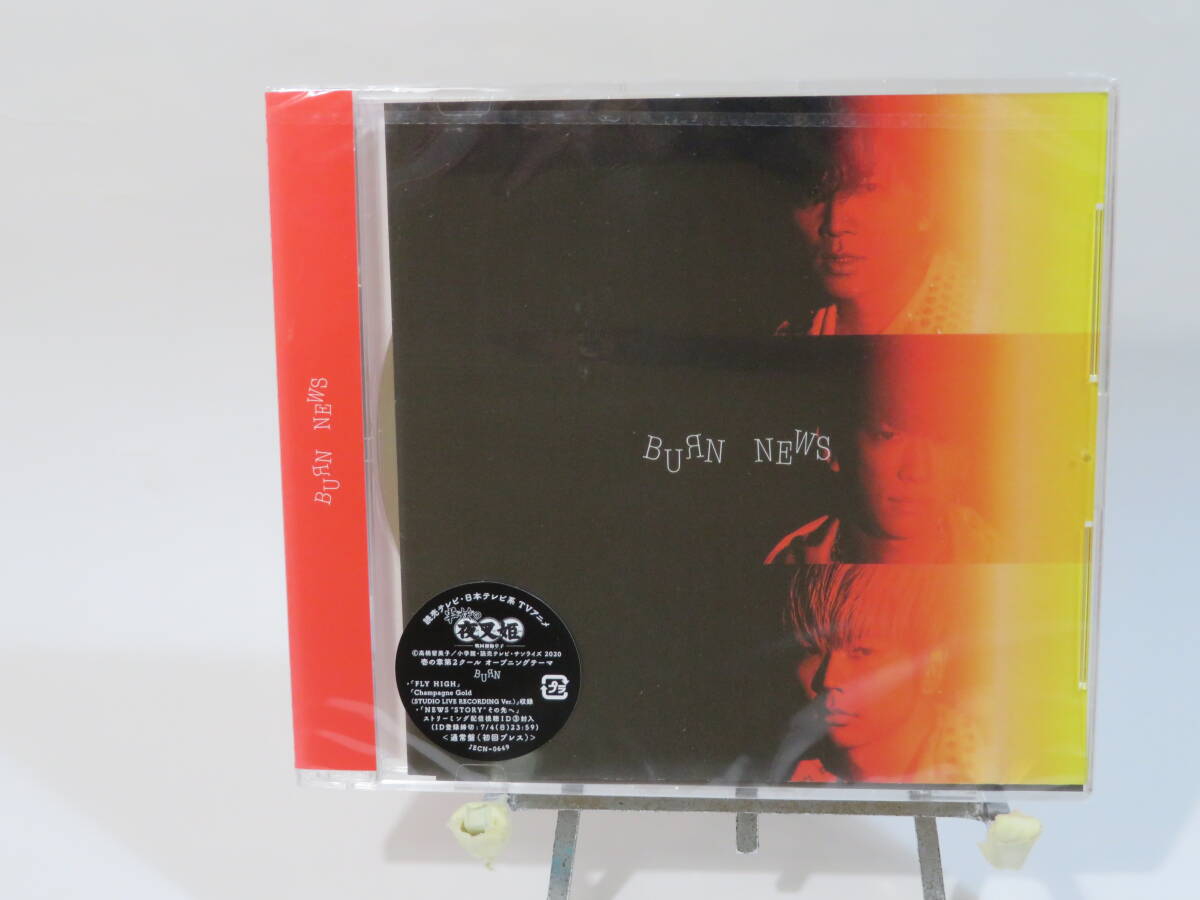 BURN NEWS
BURN NEWS
読売テレビ・日本テレビ系 TVアニメ
半妖の
夜叉姫
©高橋留美子/小学館・読売テレビ・サンライズ 2020
壱の章第2クール オープニングテーマ
BURN
・「FLY HIGH」
「Champagne Gold
(STUDIO LIVE RECORDING Ver.)」収録
・「NEWS "STORY" その先へ」
ストリーミング配信視聴ID③封入
(ID登録締切:7/4(日)23:59)
<通常盤(初回プレス)>
JECN-0649
プラ